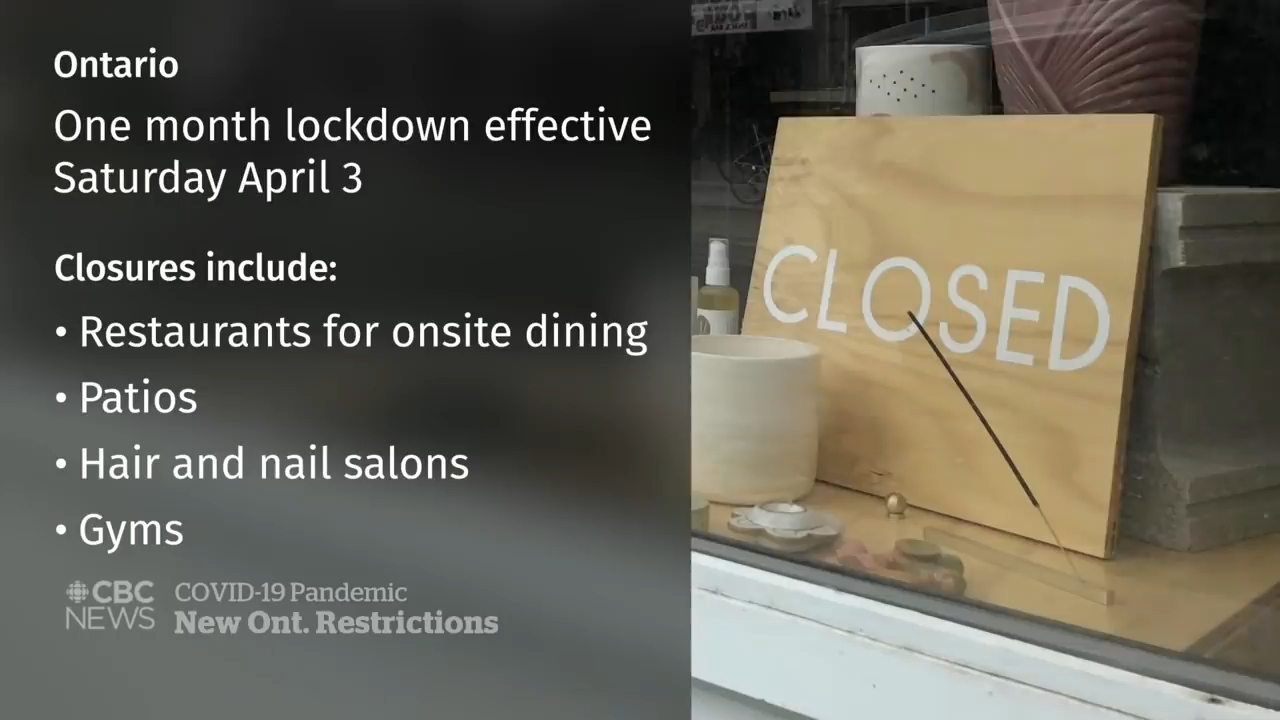 Ontario
One month lockdown effective
Saturday April 3
Closures include:
• Restaurants for onsite dining
• Patios
• Hair and nail salons
• Gyms
CBC
NEWS
COVID-19 Pandemic
New Ont. Restrictions
CLOSED